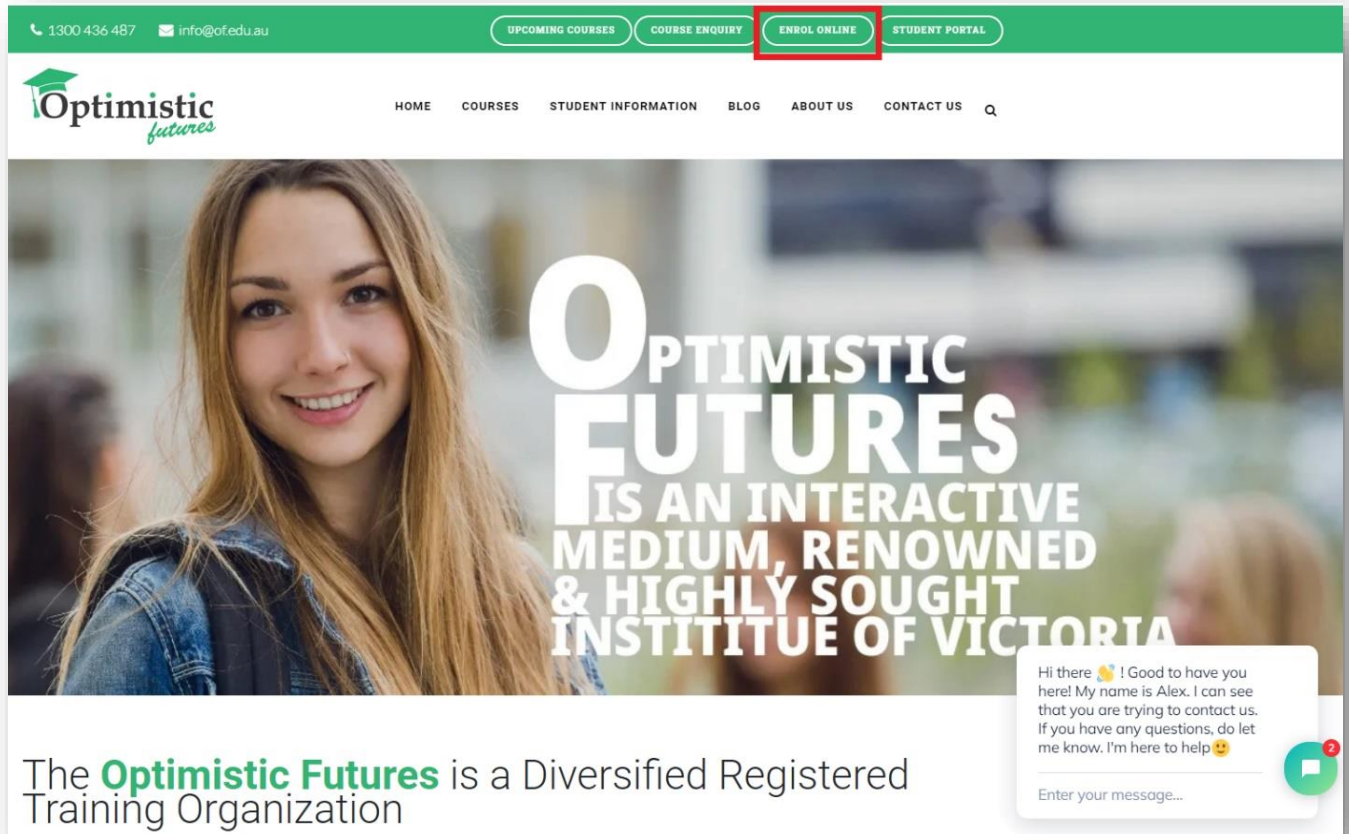 1300 436 487 info@of.edu.au UPCOMING COURSES COURSE ENQUIRY ENROL ONLINE STUDENT PORTAL
Optimistic
futures
HOME COURSES STUDENT INFORMATION BLOG ABOUT US CONTACT US
OPTIMISTIC
FUTURES
IS AN INTERACTIVE
MEDIUM, RENOWNED
& HIGHLY SOUGHT
INSTITITUE OF VICTORIA
Hi there 👋 ! Good to have you
here! My name is Alex. I can see
that you are trying to contact us.
If you have any questions, do let
me know. I'm here to help🙂
2
Enter your message...
The Optimistic Futures is a Diversified Registered
Training Organization